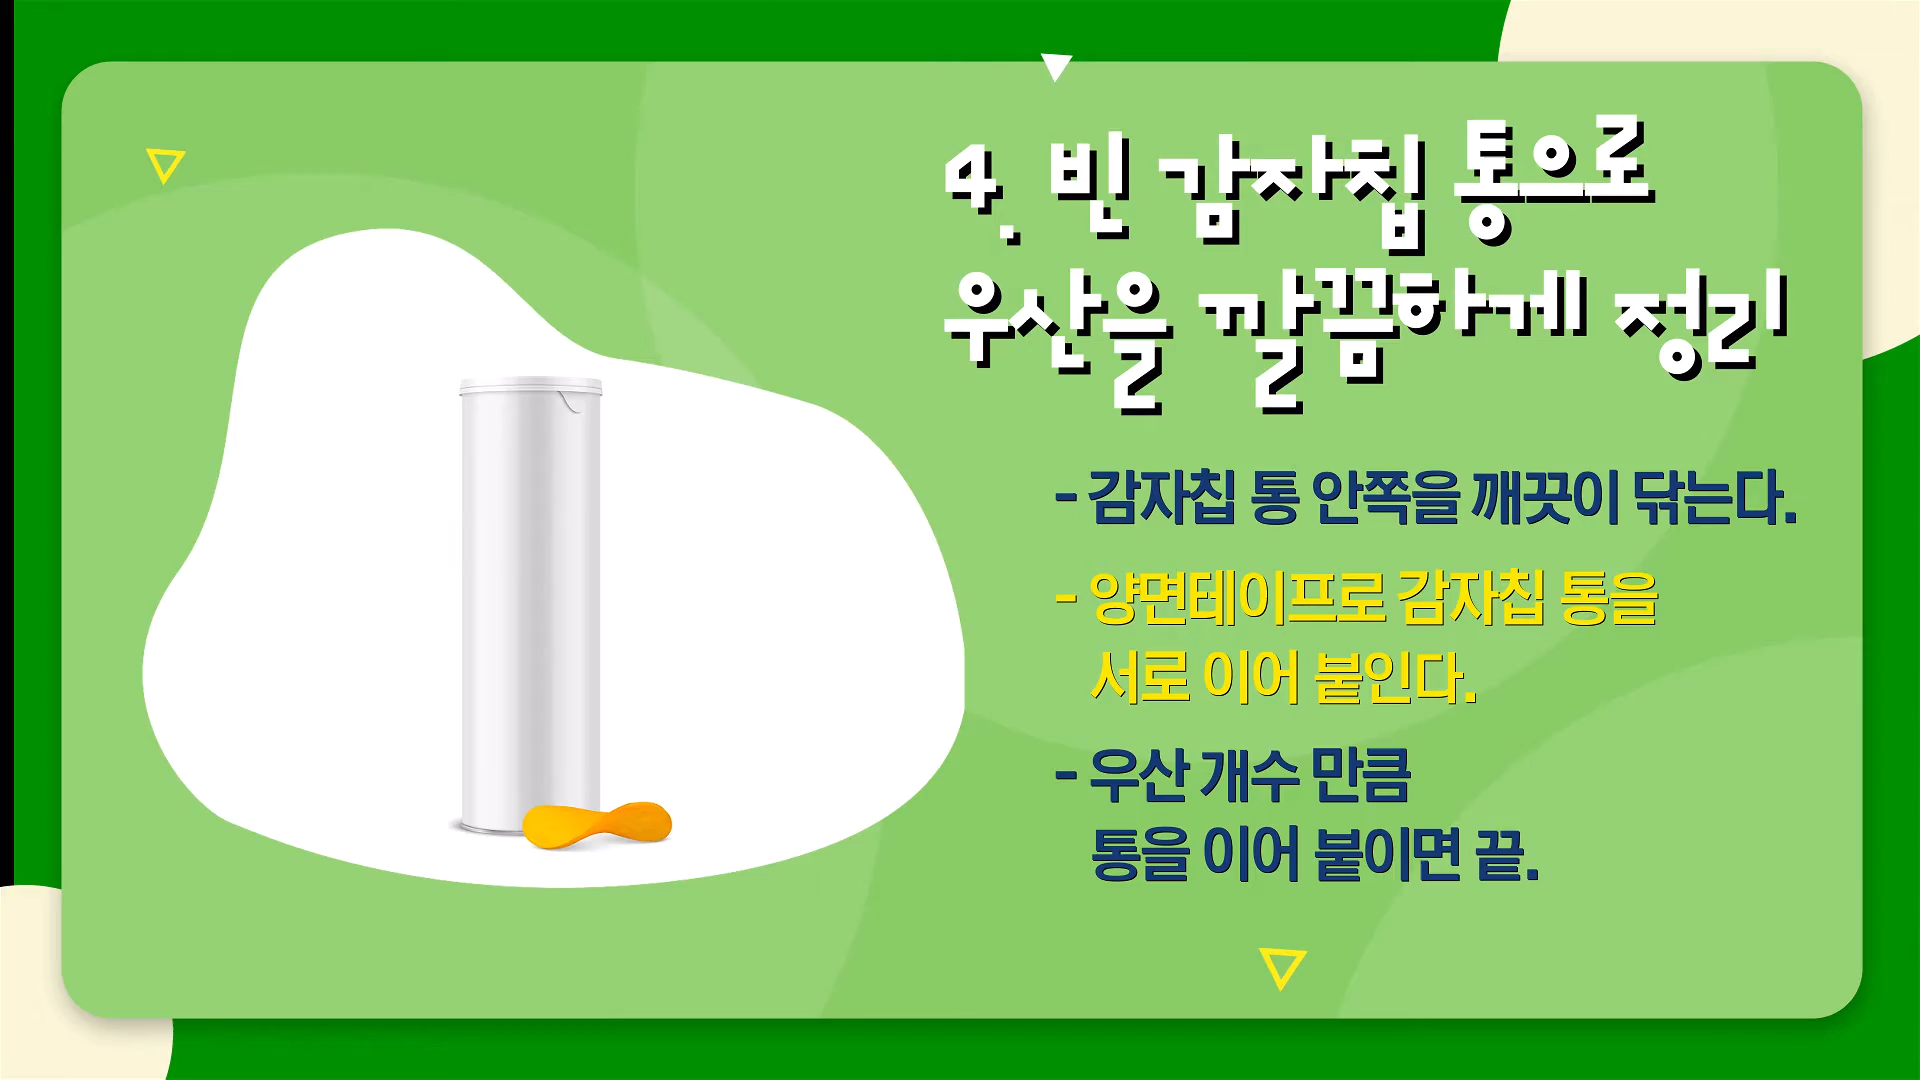 4. 빈 감자칩 통으로
우산을 깔끔하게 정리
- 감자칩 통 안쪽을 깨끗이 닦는다.
- 양면테이프로 감자칩 통을
서로 이어 붙인다.
- 우산 개수 만큼
통을 이어 붙이면 끝.